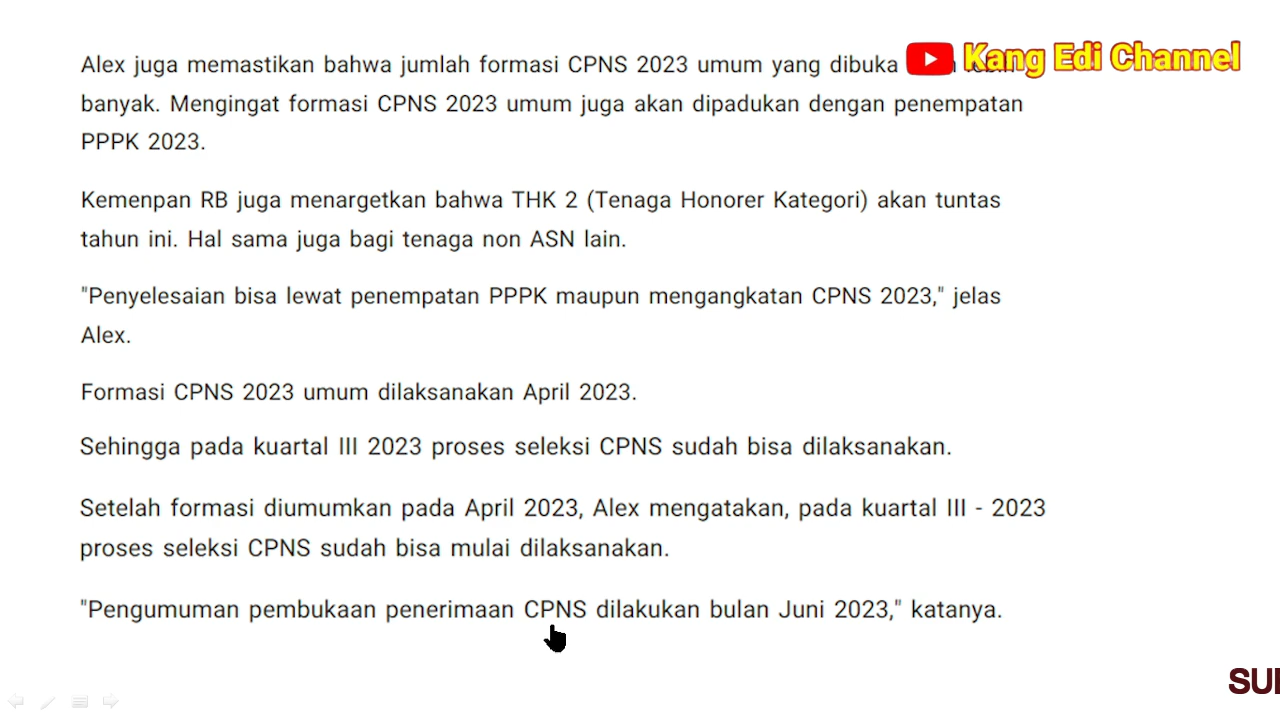 Alex juga memastikan bahwa jumlah formasi CPNS 2023 umum yang dibuka
Kang Edi Channel
banyak. Mengingat formasi CPNS 2023 umum juga akan dipadukan dengan penempatan
PPPK 2023.
Kemenpan RB juga menargetkan bahwa THK 2 (Tenaga Honorer Kategori) akan tuntas
tahun ini. Hal sama juga bagi tenaga non ASN lain.
"Penyelesaian bisa lewat penempatan PPPK maupun mengangkatan CPNS 2023," jelas
Alex.
Formasi CPNS 2023 umum dilaksanakan April 2023.
Sehingga pada kuartal III 2023 proses seleksi CPNS sudah bisa dilaksanakan.
Setelah formasi diumumkan pada April 2023, Alex mengatakan, pada kuartal III - 2023
proses seleksi CPNS sudah bisa mulai dilaksanakan.
"Pengumuman pembukaan penerimaan CPNS dilakukan bulan Juni 2023," katanya.